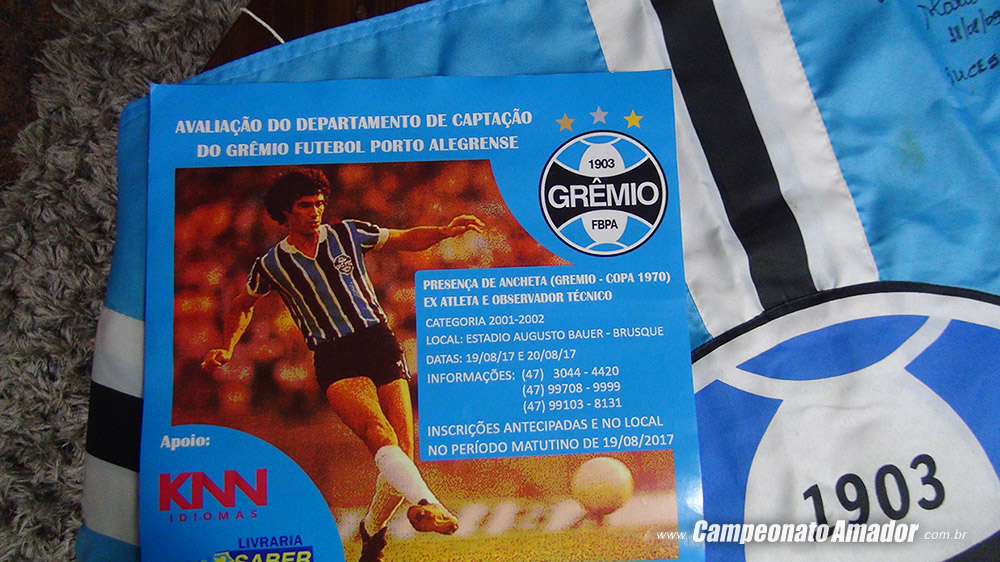 AVALIAÇÃO DO DEPARTAMENTO DE CAPTAÇÃO
DO GRÊMIO FUTEBOL PORTO ALEGRENSE
1903
GRÊMIO
FBPA
PRESENÇA DE ANCHETA (GREMIO - COPA 1970)
EX ATLETA E OBSERVADOR TÉCNICO
CATEGORIA 2001-2002
LOCAL: ESTADIO AUGUSTO BAUER - BRUSQUE
DATAS: 19/08/17 E 20/08/17
INFORMAÇÕES: (47) 3044 - 4420
(47) 99708 - 9999
(47) 99103 - 8131
INSCRIÇÕES ANTECIPADAS E NO LOCAL
NO PERÍODO MATUTINO DE 19/08/2017
Apoio:
KNN
IDIOMAS
LIVRARIA
SABER
1903
www.CampeonatoAmador.com.br